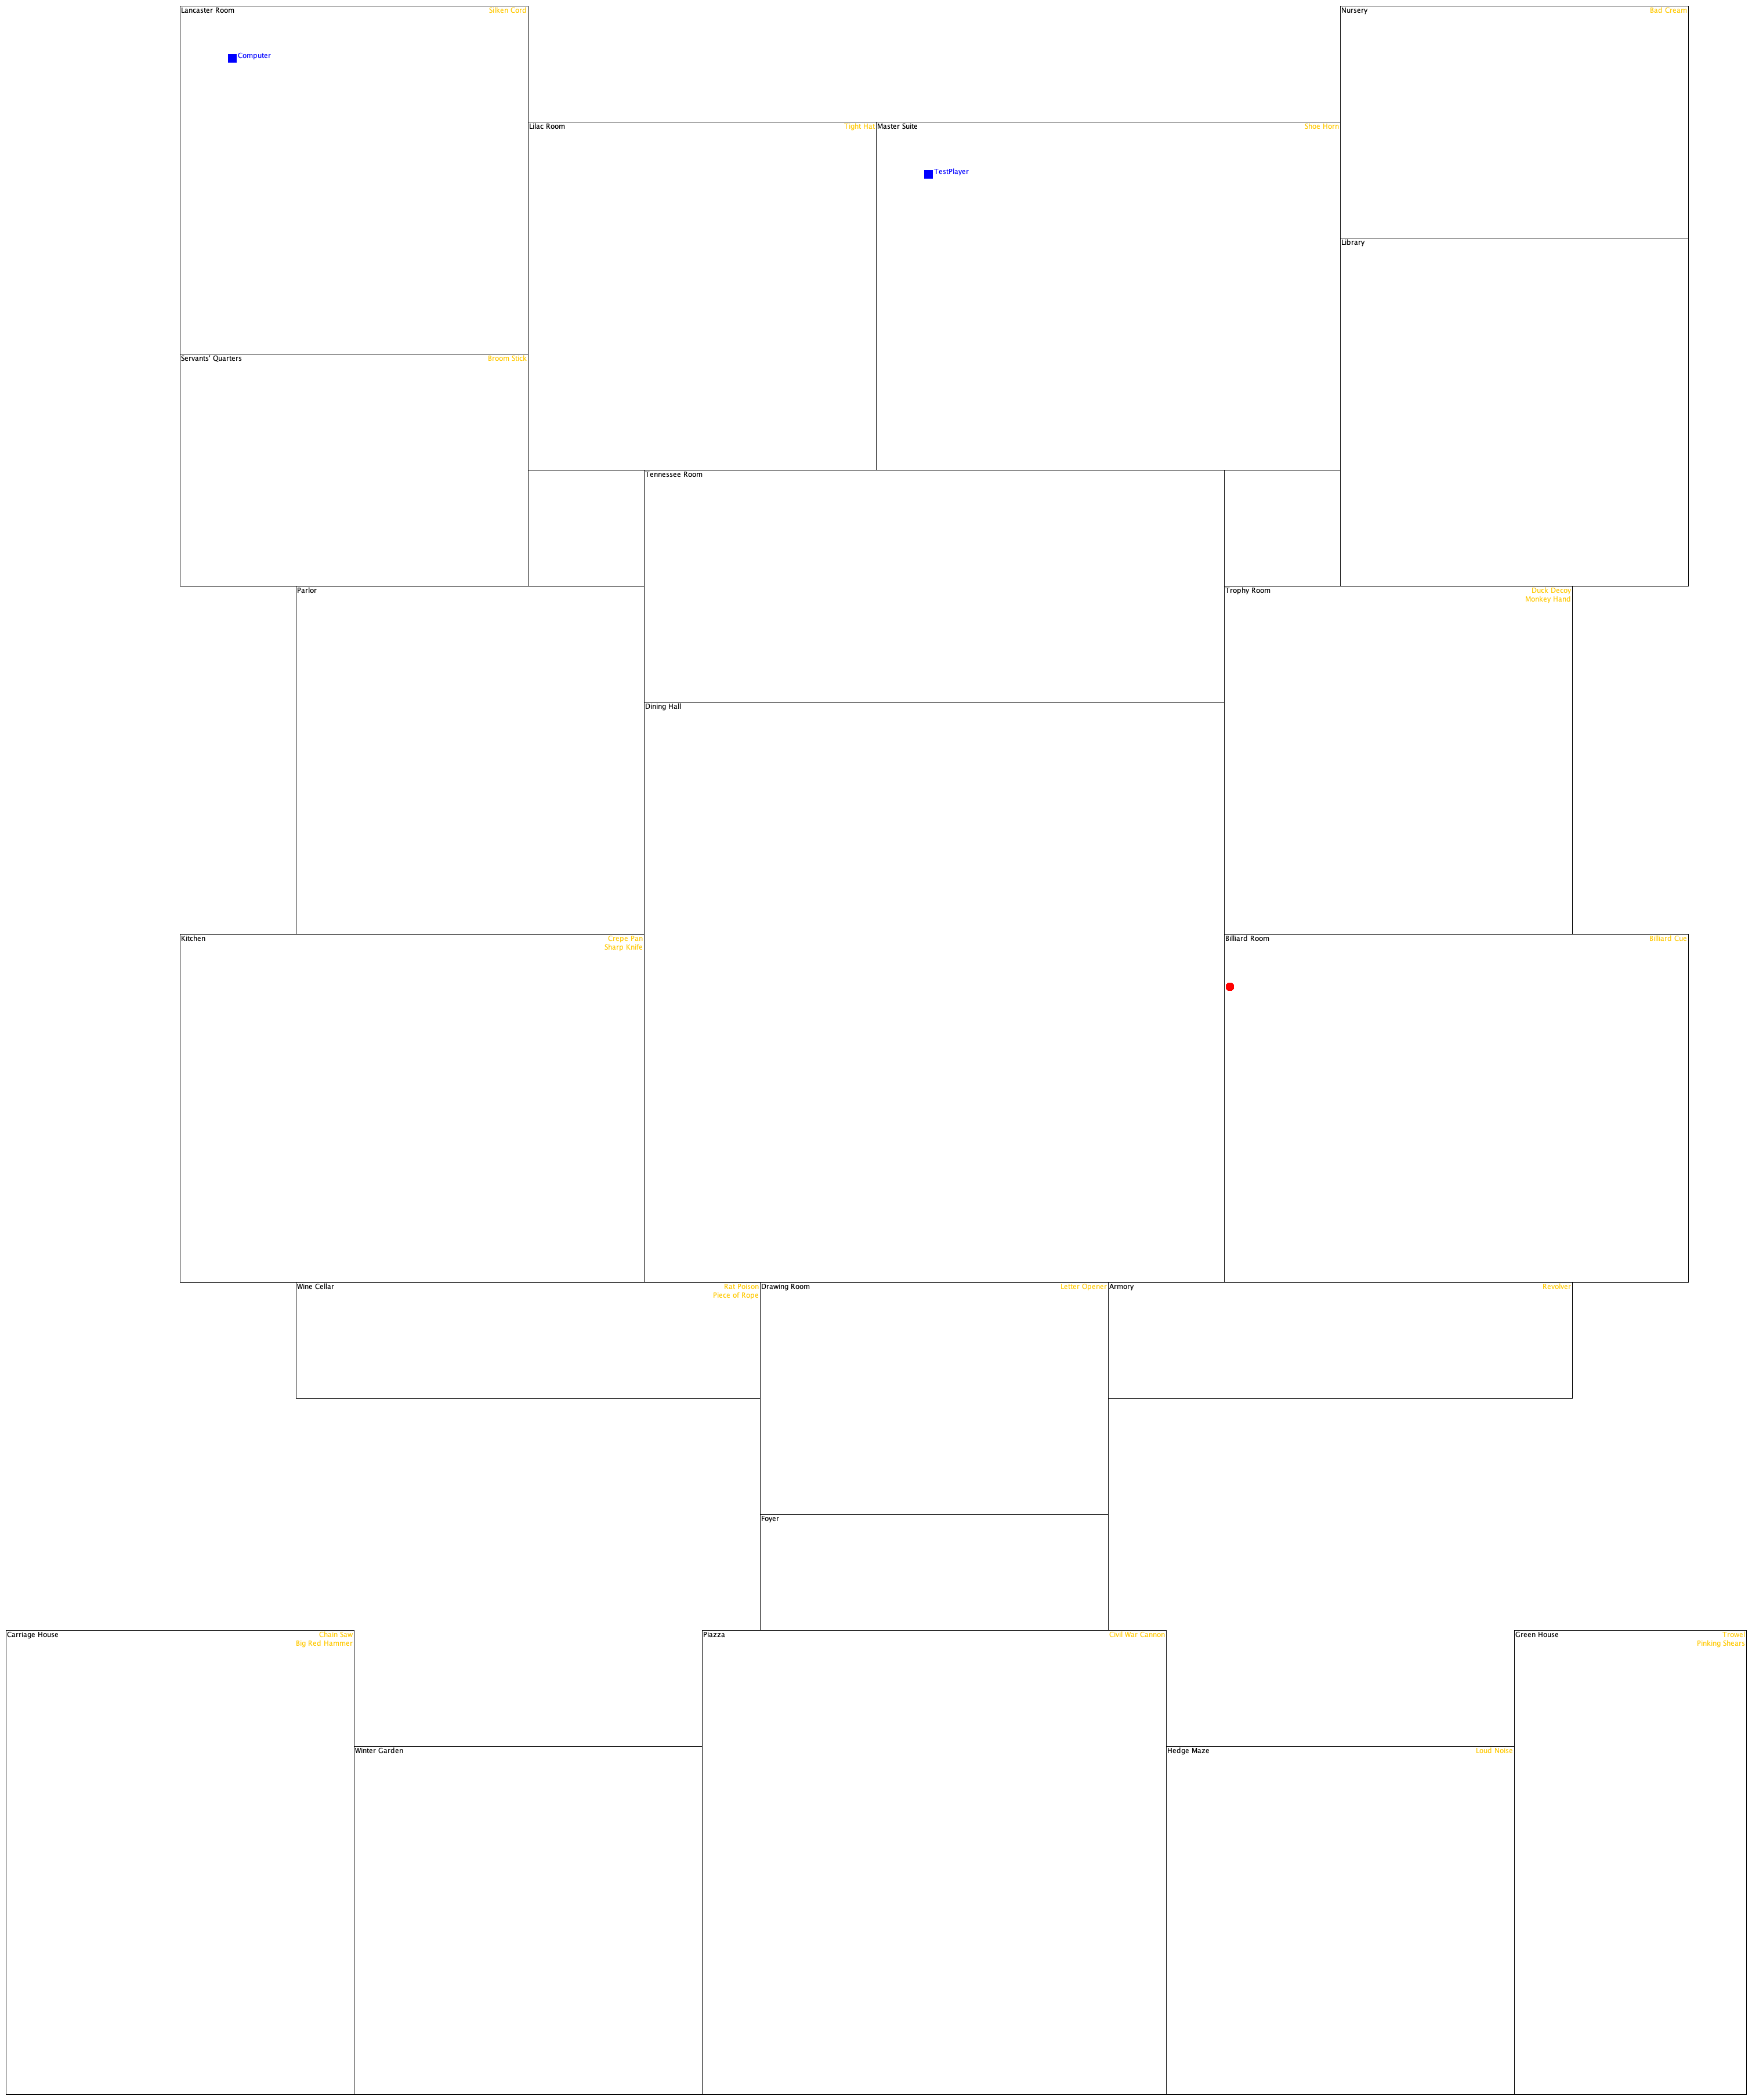 Lancaster Room Silken Cord
Nursery Bad Cream
Computer
Lilac Room Tight Hat
Master Suite Shoe Horn
TestPlayer
Library
Servants' Quarters Broom Stick
Tennessee Room
Parlor
Trophy Room Duck Decoy
Monkey Hand
Dining Hall
Kitchen Crepe Pan
Sharp Knife
Billiard Room Billiard Cue
Wine Cellar Rat Poison
Piece of Rope
Drawing Room Letter Opener
Armory Revolver
Foyer
Carriage House Chain Saw
Big Red Hammer
Piazza Civil War Cannon
Green House Trowel
Pinking Shears
Winter Garden
Hedge Maze Loud Noise